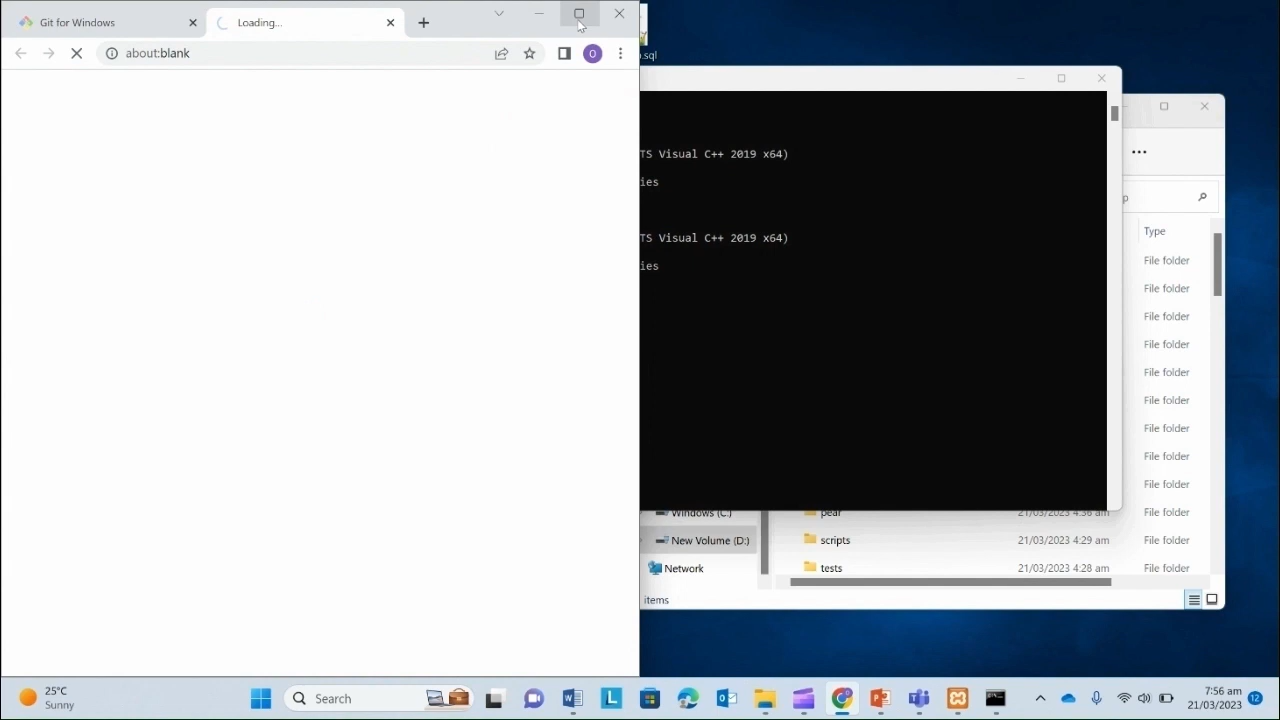 Git for Windows
Loading...
about:blank
O
.sql
TS Visual C++ 2019 x64)
ies
TS Visual C++ 2019 x64)
ies
p
Type
File folder
File folder
File folder
File folder
File folder
File folder
File folder
File folder
File folder
Windows (C:)
pear
21/03/2023 4:36 am
File folder
New Volume (D:)
scripts
21/03/2023 4:29 am
File folder
Network
tests
21/03/2023 4:28 am
File folder
items
25°C
Sunny
Search
7:56 am
21/03/2023
12